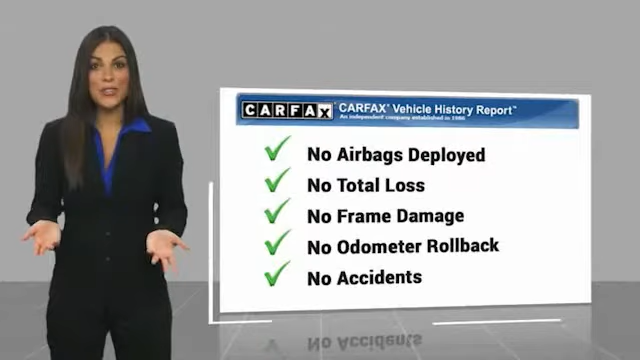 CARFAX CARFAX® Vehicle History Report™
An independent company established in 1986
No Airbags Deployed
No Total Loss
No Frame Damage
No Odometer Rollback
No Accidents
No Accidents